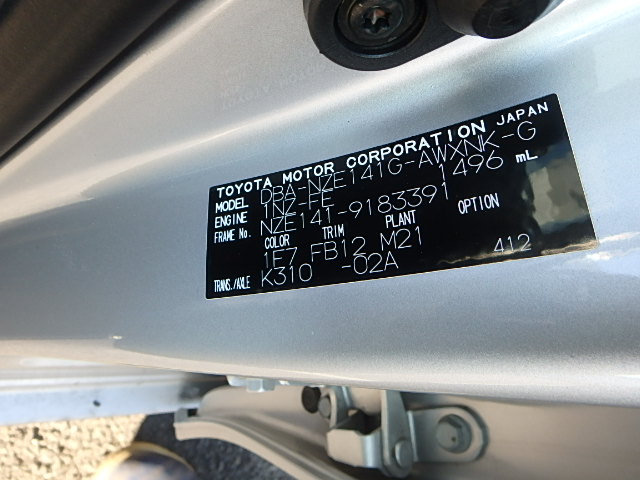 TOYOTA MOTOR CORPORATION JAPAN
MODEL DBA-NZE141G-AWXNK-G
ENGINE 1NZ-FE 1496 mL
FRAME No. NZE141-9183391
COLOR TRIM PLANT OPTION
1E7 FB12 M21 412
TRANS./AXLE K310 -02A